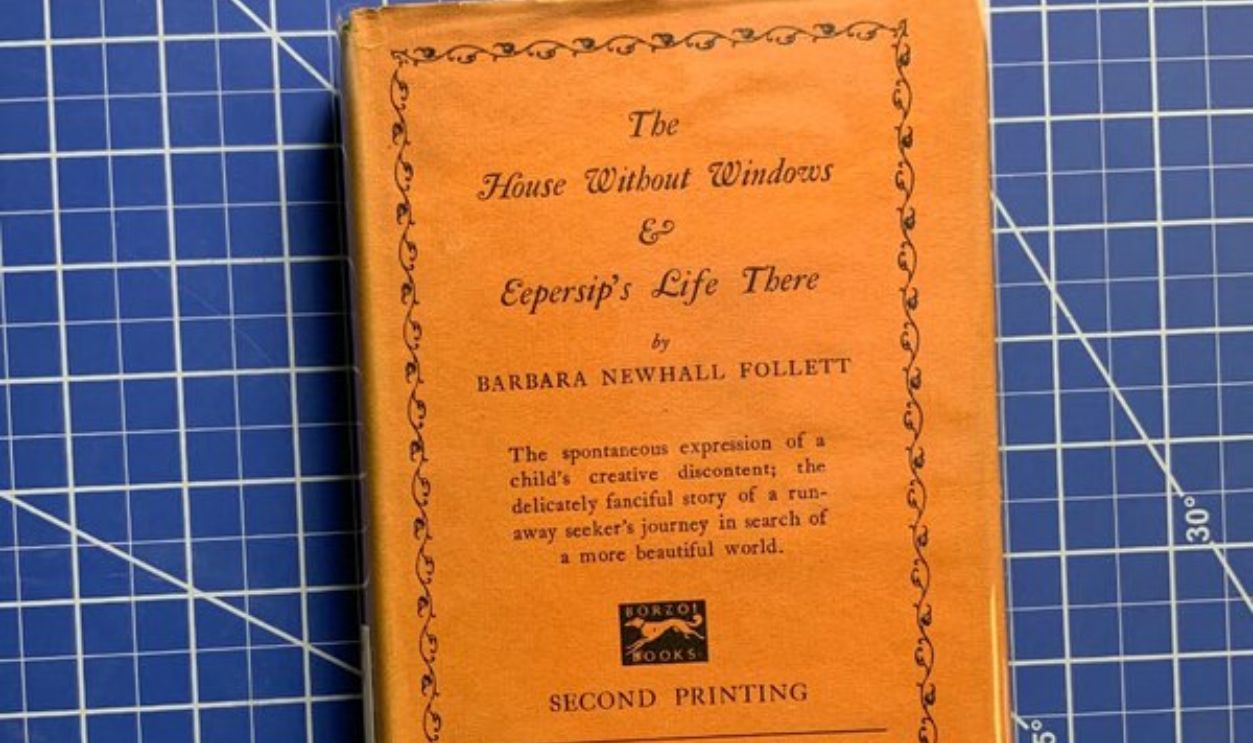 The
House Without Windows
&
Eepersip's Life There
by
BARBARA NEWHALL FOLLETT
The spontaneous expression of a
child's creative discontent; the
delicately fanciful story of a run-
away seeker's journey in search of
a more beautiful world.
BORZOI
BOOKS
SECOND PRINTING
30°
5°